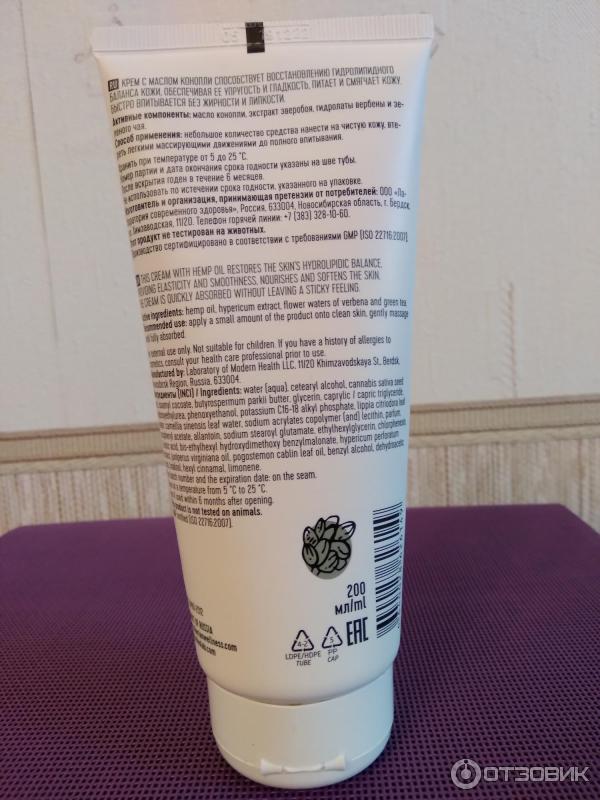 RU КРЕМ С МАСЛОМ КОНОПЛИ СПОСОБСТВУЕТ ВОССТАНОВЛЕНИЮ ГИДРОЛИПИДНОГО
БАЛАНСА КОЖИ, ОБЕСПЕЧИВАЯ ЕЕ УПРУГОСТЬ И ГЛАДКОСТЬ, ПИТАЕТ И СМЯГЧАЕТ КОЖУ.
БЫСТРО ВПИТЫВАЕТСЯ БЕЗ ЖИРНОСТИ И ЛИПКОСТИ.
Активные компоненты: масло конопли, экстракт зверобоя, гидролаты вербены и зе-
леного чая.
Способ применения: небольшое количество средства нанести на чистую кожу, вте-
реть легкими массирующими движениями до полного впитывания.
Хранить при температуре от 5 до 25 °C.
Номер партии и дата окончания срока годности указаны на шве тубы.
После вскрытия годен в течение 6 месяцев.
Не использовать по истечении срока годности, указанного на упаковке.
Изготовитель и организация, принимающая претензии от потребителей: ООО «Ла-
боратория современного здоровья», Россия, 633004, Новосибирская область, г. Бердск,
ул. Химзаводская, 11/20. Телефон горячей линии: +7 (383) 328-10-60.
Этот продукт не тестирован на животных.
Производство сертифицировано в соответствии с требованиями GMP (ISO 22716:2007).
THIS CREAM WITH HEMP OIL RESTORES THE SKIN'S HYDROLIPIDIC BALANCE,
PROVIDING ELASTICITY AND SMOOTHNESS, NOURISHES AND SOFTENS THE SKIN.
THE CREAM IS QUICKLY ABSORBED WITHOUT LEAVING A STICKY FEELING.
Active ingredients: hemp oil, hypericum extract, flower waters of verbena and green tea.
Recommended use: apply a small amount of the product onto clean skin, gently massage
until fully absorbed.
For external use only. Not suitable for children. If you have a history of allergies to
cosmetics, consult your health care professional prior to use.
Manufactured by: Laboratory of Modern Health LLC, 11/20 Khimzavodskaya St., Berdsk,
Novosibirsk Region, Russia, 633004.
(INCI) / Ingredients: water (aqua), cetearyl alcohol, cannabis sativa seed
cocoate, butyrospermum parkii butter, glycerin, caprylic / capric triglyceride,
phenoxyethanol, potassium C16-18 alkyl phosphate, lippia citriodora leaf
camellia sinensis leaf water, sodium acrylates copolymer (and) lecithin, parfum,
acetate, allantoin, sodium stearoyl glutamate, ethylhexylglycerin, chlorphenesin,
acid, bis-ethylhexyl hydroxydimethoxy benzylmalonate, hypericum perforatum
juniperus virginiana oil, pogostemon cablin leaf oil, benzyl alcohol, dehydroacetic
hexyl cinnamal, limonene.
number and the expiration date: on the seam.
a temperature from 5 °C to 25 °C.
within 6 months after opening.
product is not tested on animals.
(ISO 22716:2007).
200
мл/ml
EAC
4-2
LDPE/HDPE
TUBE
5
PP
CAP
RUSSIA
wellness.com
ОТЗОВИК